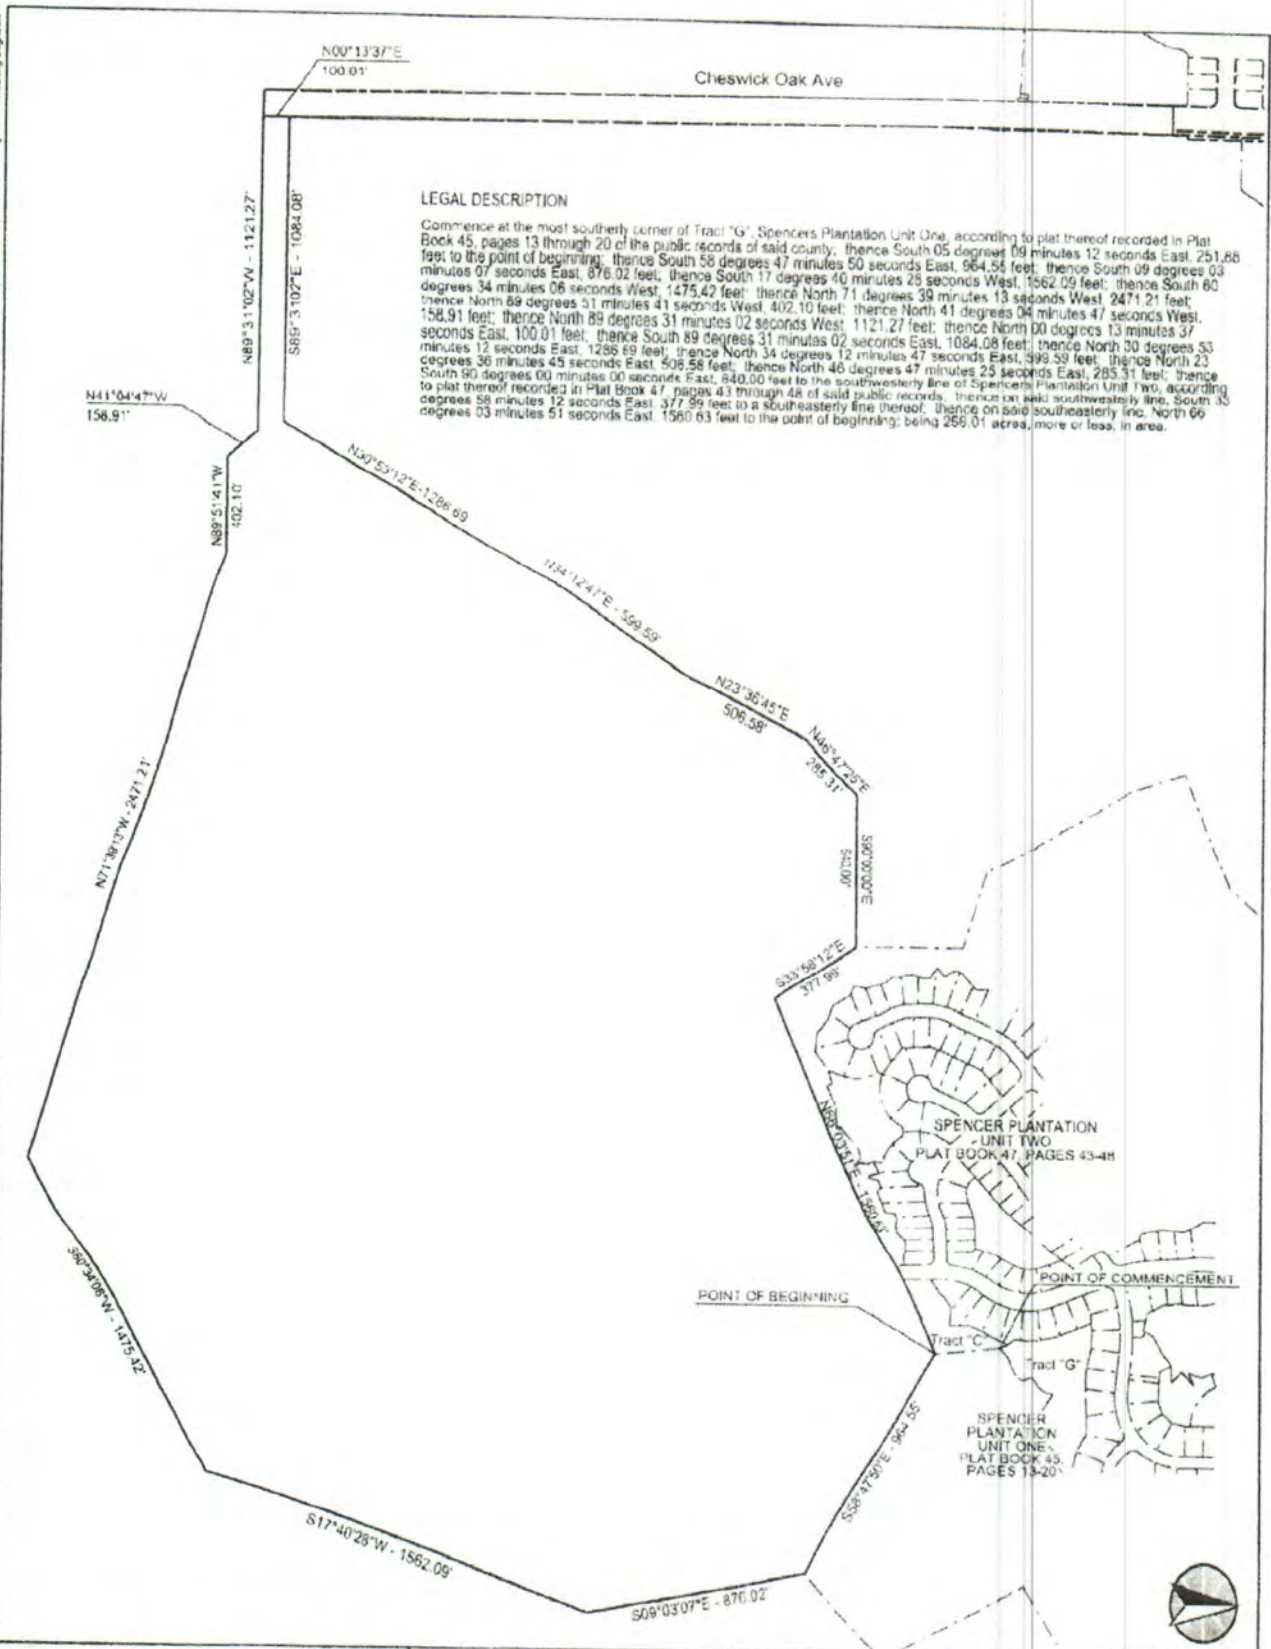 N00°13'37"E
100.01'
Cheswick Oak Ave
LEGAL DESCRIPTION
Commence at the most southerly corner of Tract "G", Spencers Plantation Unit One, according to plat thereof recorded in Plat
Book 45, pages 13 through 20 of the public records of said county; thence South 05 degrees 09 minutes 12 seconds East, 251.88
feet to the point of beginning; thence South 58 degrees 47 minutes 50 seconds East, 964.55 feet; thence South 09 degrees 03
minutes 07 seconds East, 876.02 feet; thence South 17 degrees 40 minutes 28 seconds West, 1562.09 feet; thence South 60
degrees 34 minutes 06 seconds West, 1475.42 feet; thence North 71 degrees 39 minutes 13 seconds West 2471.21 feet;
thence North 89 degrees 51 minutes 41 seconds West, 402.10 feet; thence North 41 degrees 04 minutes 47 seconds West,
158.91 feet; thence North 89 degrees 31 minutes 02 seconds West 1121.27 feet; thence North 00 degrees 13 minutes 37
seconds East, 100.01 feet; thence South 89 degrees 31 minutes 02 seconds East, 1084.08 feet; thence North 30 degrees 53
minutes 12 seconds East, 1286.69 feet; thence North 34 degrees 12 minutes 47 seconds East, 599.59 feet; thence North 23
degrees 36 minutes 45 seconds East, 506.58 feet; thence North 46 degrees 47 minutes 25 seconds East, 285.31 feet; thence
South 90 degrees 00 minutes 00 seconds East, 640.00 feet to the southwesterly line of Spencers Plantation Unit Two, according
to plat thereof recorded in Plat Book 47, pages 43 through 48 of said public records; thence on said southwesterly line, South 33
degrees 58 minutes 12 seconds East, 377.99 feet to a southeasterly line thereof; thence on said southeasterly line, North 66
degrees 03 minutes 51 seconds East, 1560.63 feet to the point of beginning; being 256.01 acres, more or less, in area.
N89°31'02"W - 1121.27'
S89°31'02"E - 1084.08'
N41°04'47"W
158.91'
N89°51'41"W
402.10'
N30°53'12"E-1286.69
N34°12'47"E - 599.59'
N23°36'45"E
506.58'
N46°47'25"E
285.31'
N71°39'13"W - 2471.21'
S90°00'00"E
640.00'
S33°58'12"E
377.99'
N66°03'51"E - 1560.63'
SPENCER PLANTATION
UNIT TWO
PLAT BOOK 47, PAGES 43-48
POINT OF COMMENCEMENT
POINT OF BEGINNING
Tract "C"
Tract "G"
S60°34'06"W - 1475.42'
SPENCER
PLANTATION
UNIT ONE
PLAT BOOK 45,
PAGES 13-20
S58°47'50"E - 964.55'
S17°40'28"W - 1562.09'
S09°03'07"E - 876.02'